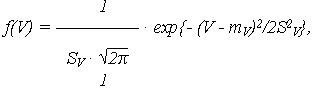 1
f(V) = ———— · exp{- (V - m_V)²/2S²_V},
S_V · √2π
1